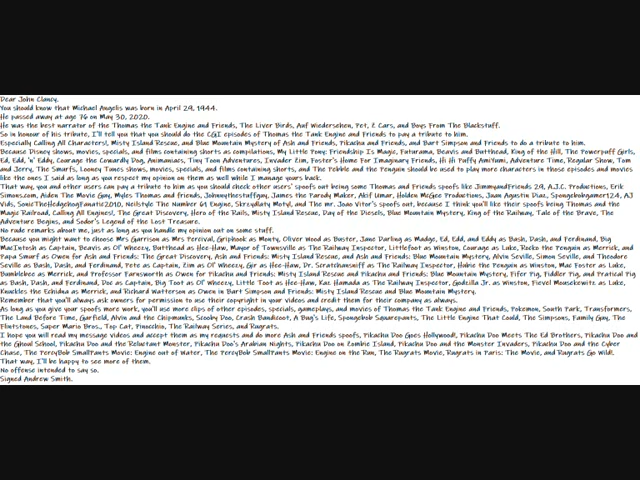 Dear John Clancy,
You should know that Michael Angelis was born in April 29, 1944.
He passed away at age 76 on May 30, 2020.
He was the best narrator of the Thomas the Tank Engine and Friends, The Liver Birds, Auf Wiedersehen, Pet, Z Cars, and Boys From The Blackstuff.
So in honour of his tribute, I'll tell you that you should do the CGI episodes of Thomas the Tank Engine and Friends to pay a tribute to him.
Especially Calling All Characters!, Misty Island Rescue, and Blue Mountain Mystery of Ash and Friends, Pikachu and Friends, and Bart Simpson and Friends to do a tribute to him.
Because Disney shows, movies, specials, and films containing shorts as compilations, My Little Pony: Friendship Is Magic, Futurama, Beavis and Butthead, King of the Hill, The Powerpuff Girls,
Ed, Edd, 'n' Eddy, Courage the Cowardly Dog, Animaniacs, Tiny Toon Adventures, Invader Zim, Foster's Home For Imaginary Friends, Hi Hi Puffy AmiYumi, Adventure Time, Regular Show, Tom
and Jerry, The Smurfs, Looney Tunes shows, movies, specials, and films containing shorts, and The Pebble and the Penguin should be used to play more characters in those episodes and movies
like the ones I said as long as you respect my opinion on them as well while I manage yours back.
That way, you and other users can pay a tribute to him as you should check other users' spoofs out being some Thomas and Friends spoofs like JimmyandFriends 29, A.J.C. Productions, Erik
Simons.com, Aiden The Movie Guy, Myles Thomas and friends, Johnnythestaffguy, James the Parody Maker, Akif Umar, Holden McGee Productions, Juan Agustin Diaz, Spongebobgamer124, AJ
Vids, SonicTheHedgehogFanatic2010, NeilStyle The Number 61 Engine, Skrzydlaty Motyl, and The mr. Joao Vitor's spoofs out, because I think you'll like their spoofs being Thomas and the
Magic Railroad, Calling All Engines!, The Great Discovery, Hero of the Rails, Misty Island Rescue, Day of the Diesels, Blue Mountain Mystery, King of the Railway, Tale of the Brave, The
Adventure Begins, and Sodor's Legend of the Lost Treasure.
No rude remarks about me, just as long as you handle my opinion out on some stuff.
Because you might want to choose Mrs Garrison as Mrs Percival, Griphook as Monty, Oliver Wood as Buster, Jane Darling as Madge, Ed, Edd, and Eddy as Bash, Dash, and Ferdinand, Big
MacIntosh as Captain, Beavis as Ol' Wheezy, Butthead as Hee-Haw, Mayor of Townsville as The Railway Inspector, Littlefoot as Winston, Courage as Luke, Rocko the Penguin as Merrick, and
Papa Smurf as Owen for Ash and Friends: The Great Discovery, Ash and Friends: Misty Island Rescue, and Ash and Friends: Blue Mountain Mystery, Alvin Seville, Simon Seville, and Theodore
Seville as Bash, Dash, and Ferdinand, Pete as Captain, Zim as Ol' Wheezy, Gir as Hee-Haw, Dr. Scratchansniff as The Railway Inspector, Hubie the Penguin as Winston, Mac Foster as Luke,
Bumblebee as Merrick, and Professor Farnsworth as Owen for Pikachu and Friends: Misty Island Rescue and Pikachu and Friends: Blue Mountain Mystery, Fifer Pig, Fiddler Pig, and Practical Pig
as Bash, Dash, and Ferdinand, Doc as Captain, Big Toot as Ol' Wheezy, Little Toot as Hee-Haw, Kaz Hamada as The Railway Inspector, Godzilla Jr. as Winston, Fievel Mousekewitz as Luke,
Knuckles the Echidna as Merrick, and Richard Watterson as Owen in Bart Simpson and Friends: Misty Island Rescue and Blue Mountain Mystery.
Remember that you'll always ask owners for permission to use their copyright in your videos and credit them for their company as always.
As long as you give your spoofs more work, you'll use more clips of other episodes, specials, gameplays, and movies of Thomas the Tank Engine and Friends, Pokemon, South Park, Transformers,
The Land Before Time, Garfield, Alvin and the Chipmunks, Scooby Doo, Crash Bandicoot, A Bug's Life, Spongebob Squarepants, The Little Engine That Could, The Simpsons, Family Guy, The
Flintstones, Super Mario Bros., Top Cat, Pinocchio, The Railway Series, and Rugrats.
I hope you will read my message videos and accept them as my requests and do more Ash and Friends spoofs, Pikachu Doo Goes Hollywood!, Pikachu Doo Meets The Ed Brothers, Pikachu Doo and
the Ghoul School, Pikachu Doo and the Reluctant Monster, Pikachu Doo's Arabian Nights, Pikachu Doo on Zombie Island, Pikachu Doo and the Monster Invaders, Pikachu Doo and the Cyber
Chase, The PercyBob SmallPants Movie: Engine out of Water, The PercyBob SmallPants Movie: Engine on the Run, The Rugrats Movie, Rugrats in Paris: The Movie, and Rugrats Go Wild!.
That way, I'll be happy to see more of them.
No offense intended to say so.
Signed Andrew Smith.